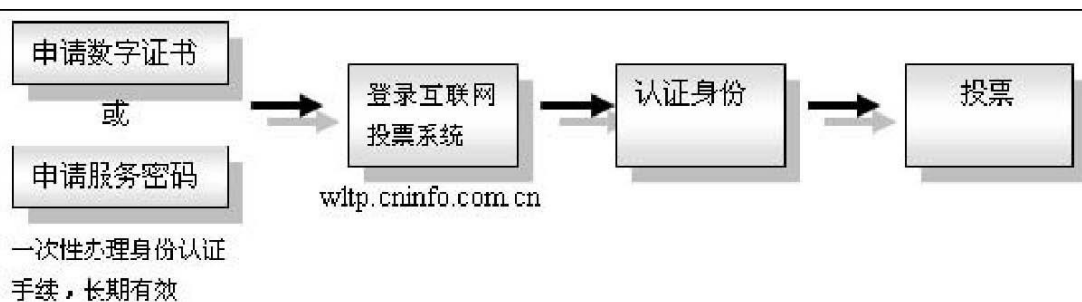 申请数字证书
或
申请服务密码
一次性办理身份认证
手续，长期有效
登录互联网
投票系统
wltp.cninfo.com.cn
认证身份
投票